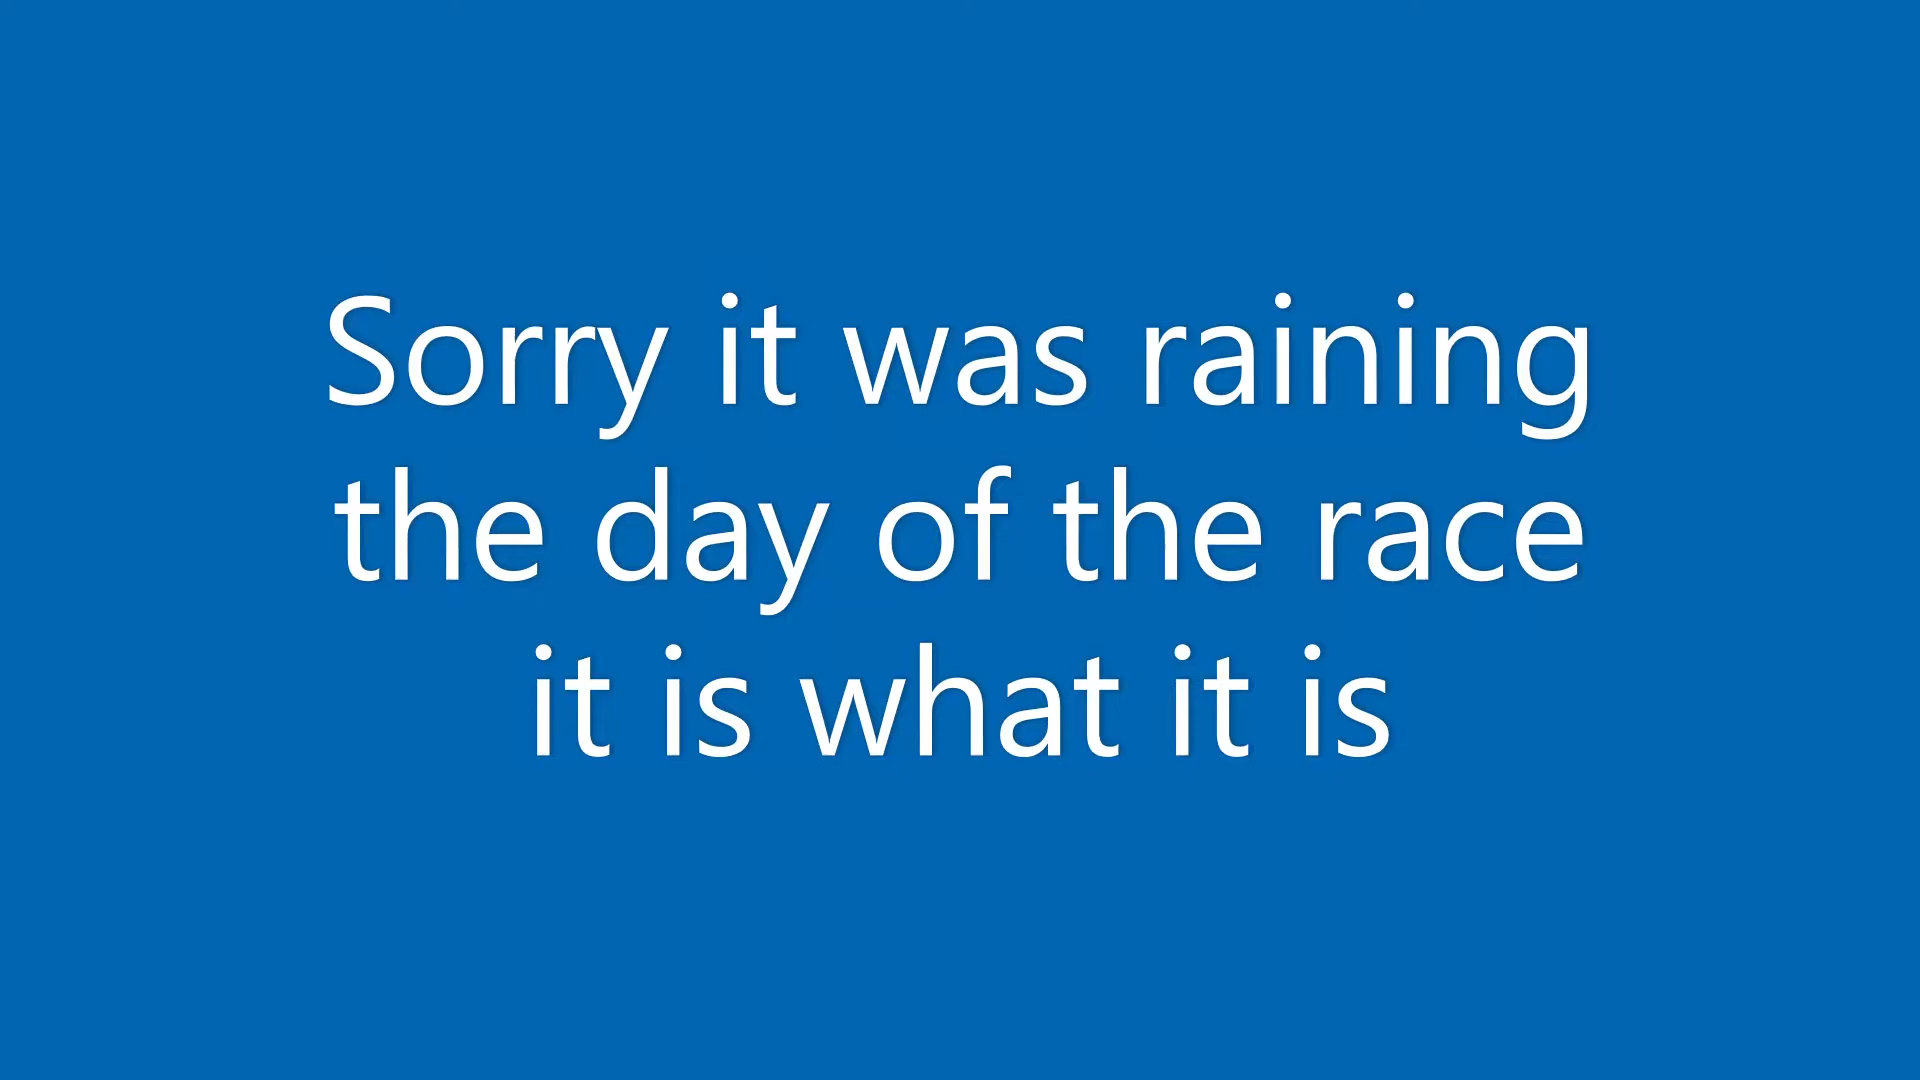 Sorry it was raining
the day of the race
it is what it is